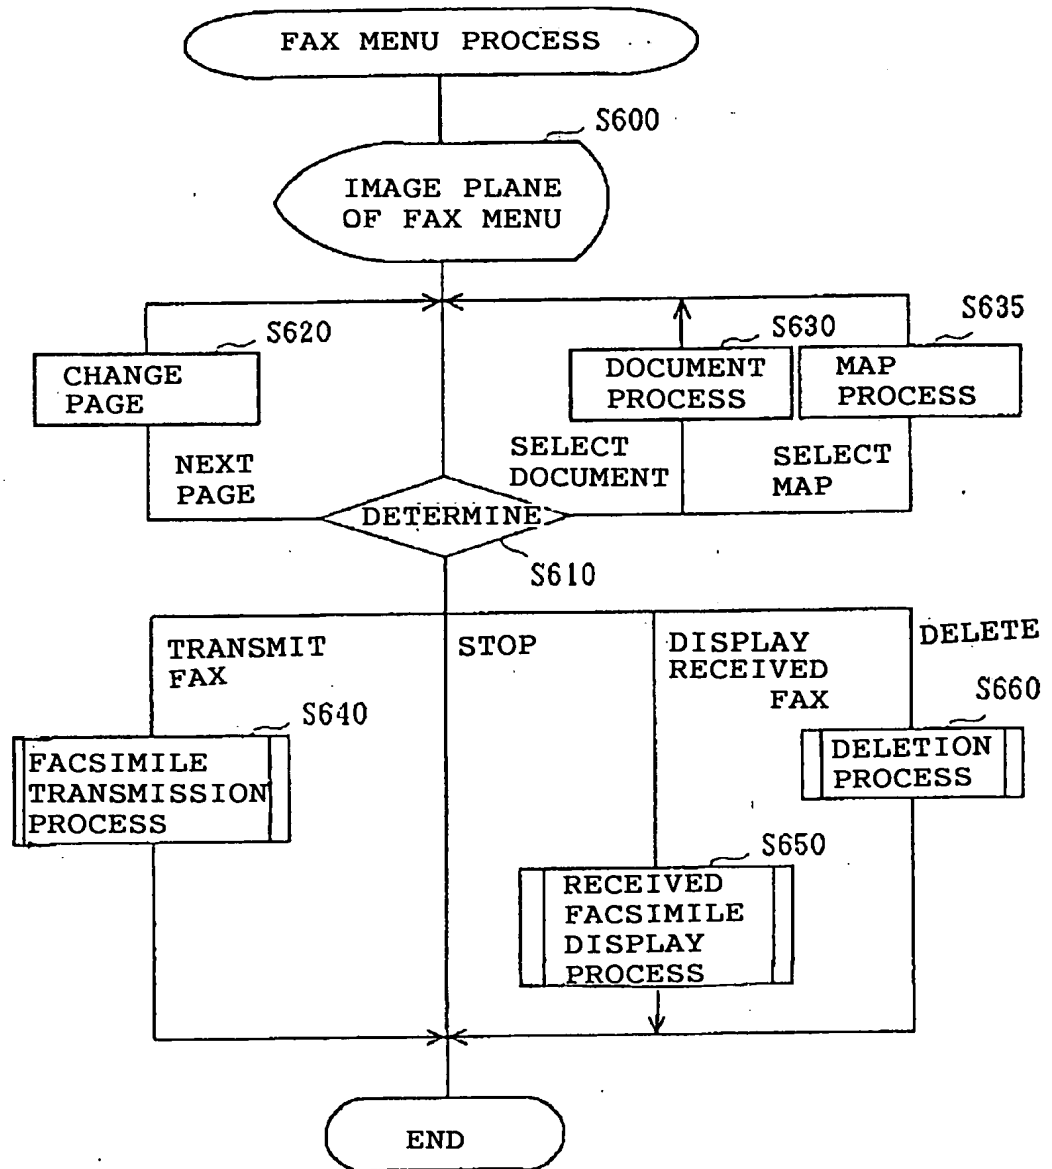 FAX MENU PROCESS
S600
IMAGE PLANE
OF FAX MENU
S620
CHANGE
PAGE
S630
DOCUMENT
PROCESS
S635
MAP
PROCESS
NEXT
PAGE
SELECT
DOCUMENT
SELECT
MAP
DETERMINE
S610
TRANSMIT
FAX
STOP
DISPLAY
RECEIVED
FAX
DELETE
S640
FACSIMILE
TRANSMISSION
PROCESS
S660
DELETION
PROCESS
S650
RECEIVED
FACSIMILE
DISPLAY
PROCESS
END